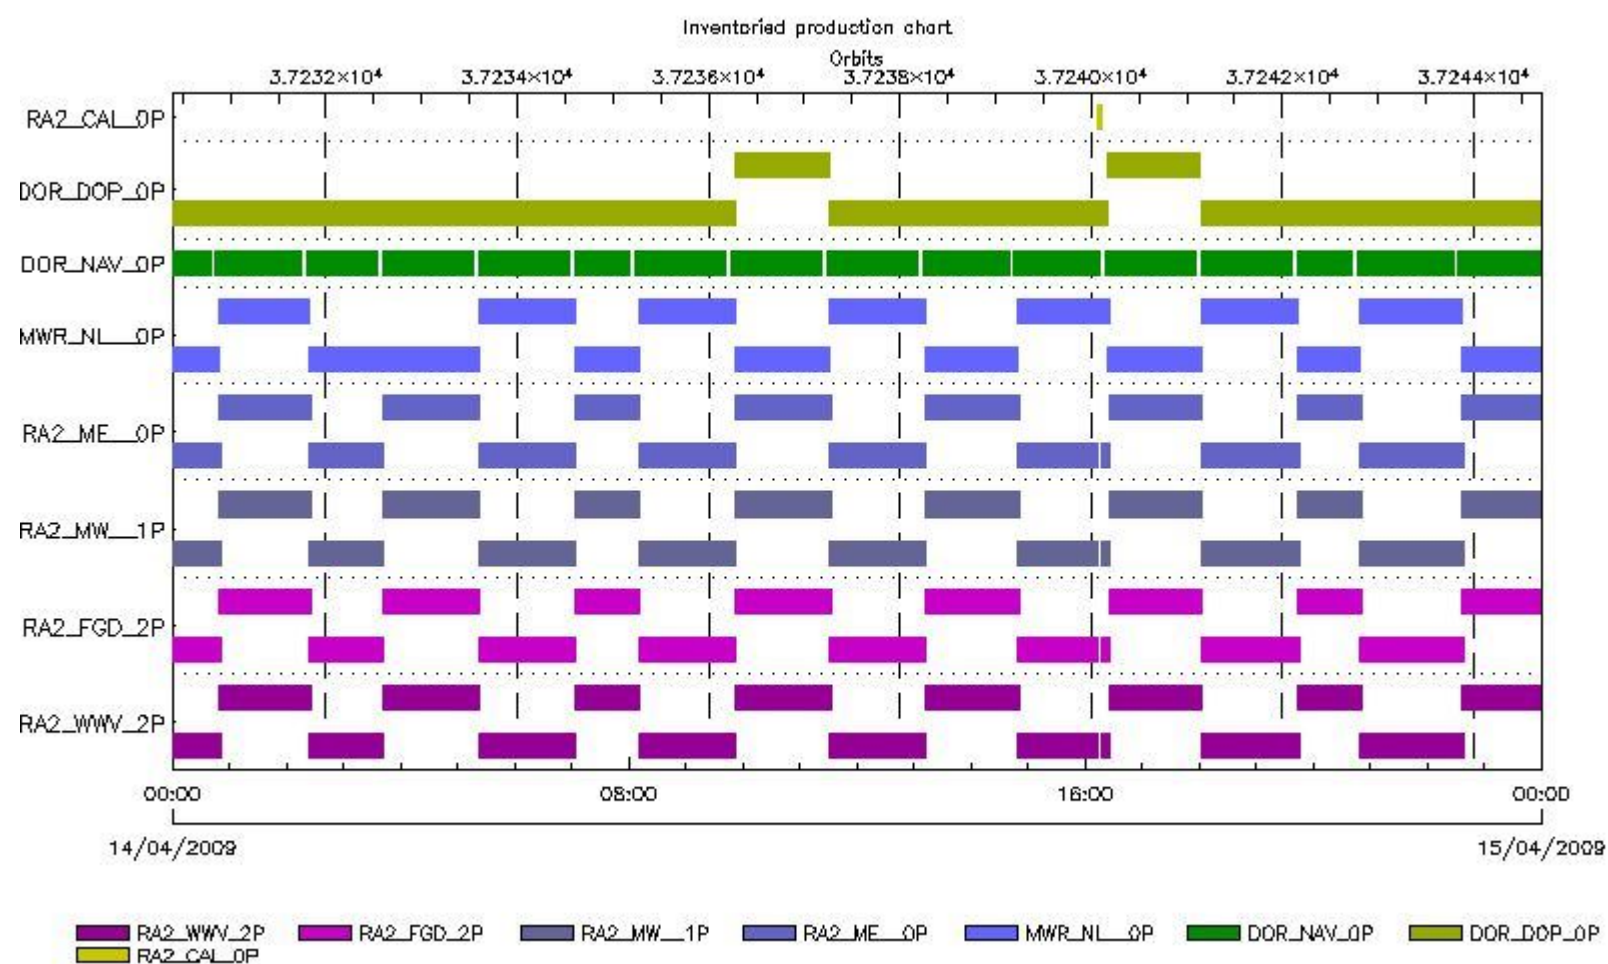 Inventoried production chart
Orbits
3.7232×10⁴ 3.7234×10⁴ 3.7236×10⁴ 3.7238×10⁴ 3.7240×10⁴ 3.7242×10⁴ 3.7244×10⁴
RA2_CAL_0P
DOR_DOP_0P
DOR_NAV_0P
MWR_NL__0P
RA2_ME__0P
RA2_MW__1P
RA2_FGD_2P
RA2_WWV_2P
00:00 08:00 16:00 00:00
14/04/2009 15/04/2009
RA2_WWV_2P RA2_FGD_2P RA2_MW__1P RA2_ME__0P MWR_NL__0P DOR_NAV_0P DOR_DOP_0P
RA2_CAL_0P